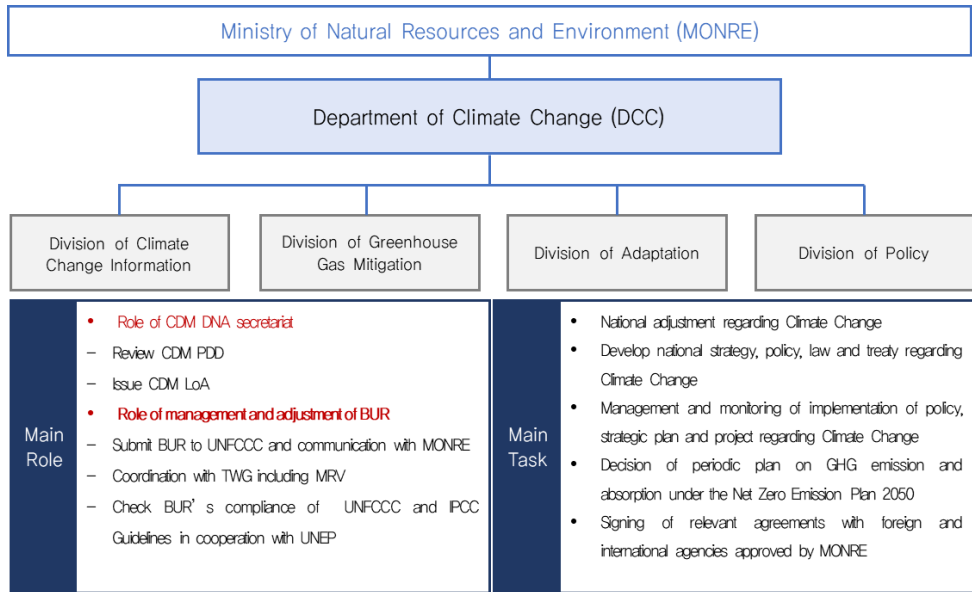 Ministry of Natural Resources and Environment (MONRE)
Department of Climate Change (DCC)
Division of Climate
Change Information
Division of Greenhouse
Gas Mitigation
Division of Adaptation
Division of Policy
Main
Role
• Role of CDM DNA secretariat
– Review CDM PDD
– Issue CDM LoA
• Role of management and adjustment of BUR
– Submit BUR to UNFCCC and communication with MONRE
– Coordination with TWG including MRV
– Check BUR's compliance of UNFCCC and IPCC
Guidelines in cooperation with UNEP
Main
Task
• National adjustment regarding Climate Change
• Develop national strategy, policy, law and treaty regarding
Climate Change
• Management and monitoring of implementation of policy,
strategic plan and project regarding Climate Change
• Decision of periodic plan on GHG emission and
absorption under the Net Zero Emission Plan 2050
• Signing of relevant agreements with foreign and
international agencies approved by MONRE